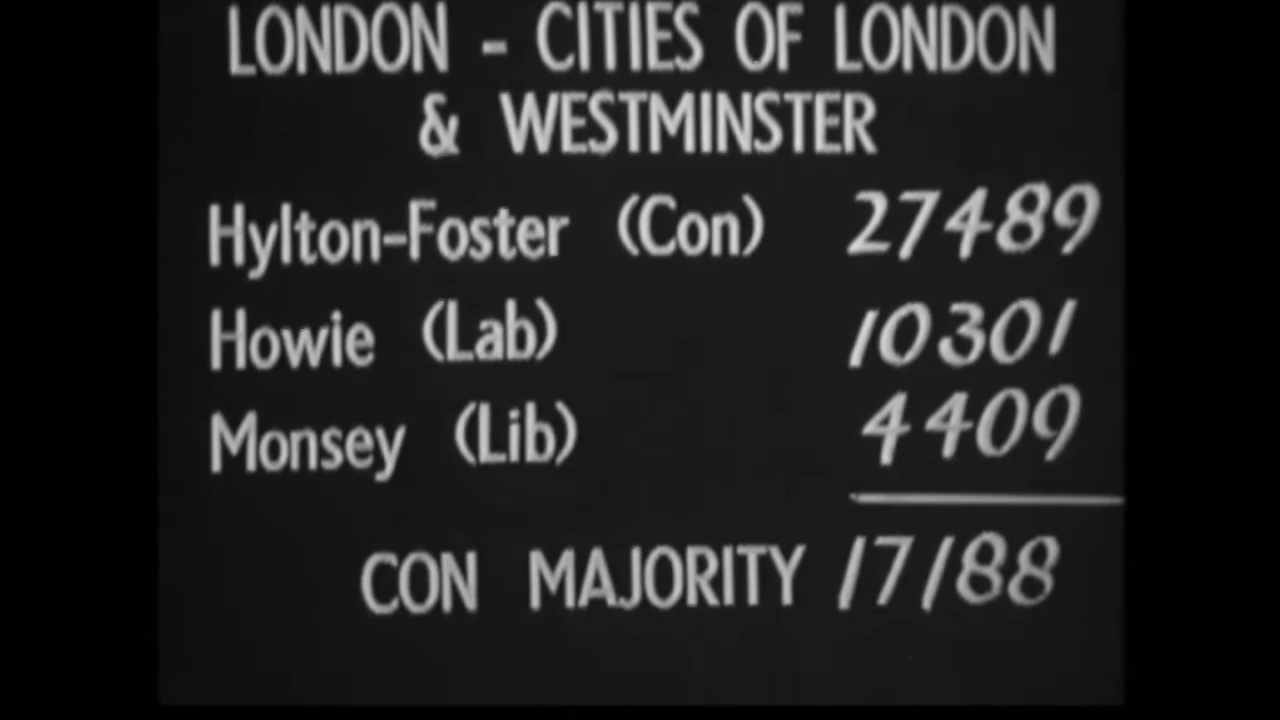 LONDON - CITIES OF LONDON
& WESTMINSTER
Hylton-Foster (Con) 27489
Howie (Lab) 10301
Monsey (Lib) 4409
CON MAJORITY 17188